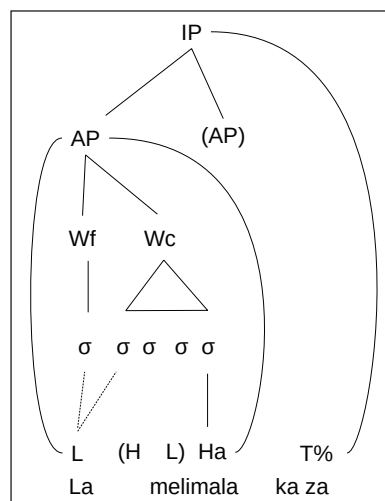 IP
AP (AP)
Wf Wc
σ σ σ σ σ
L (H L) Ha T%
La melimala ka za